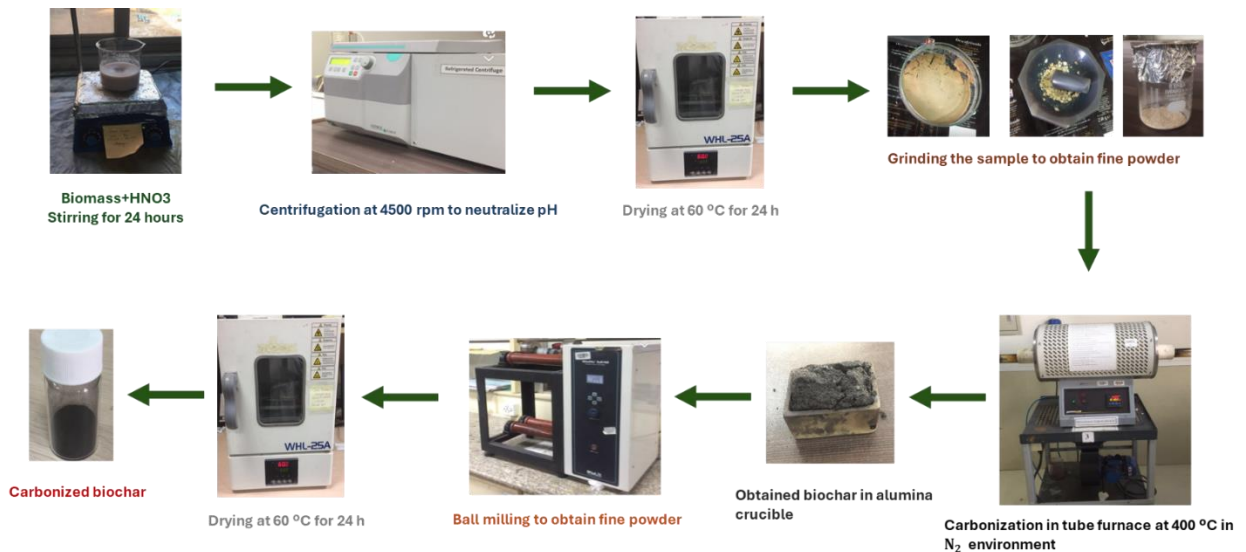 Biomass+HNO3
Stirring for 24 hours
Refrigerated Centrifuge
Centrifugation at 4500 rpm to neutralize pH
WHL-25A
Drying at 60 °C for 24 h
Grinding the sample to obtain fine powder
Carbonized biochar
WHL-25A
Drying at 60 °C for 24 h
Ball milling to obtain fine powder
Obtained biochar in alumina
crucible
3
Carbonization in tube furnace at 400 °C in
N₂ environment